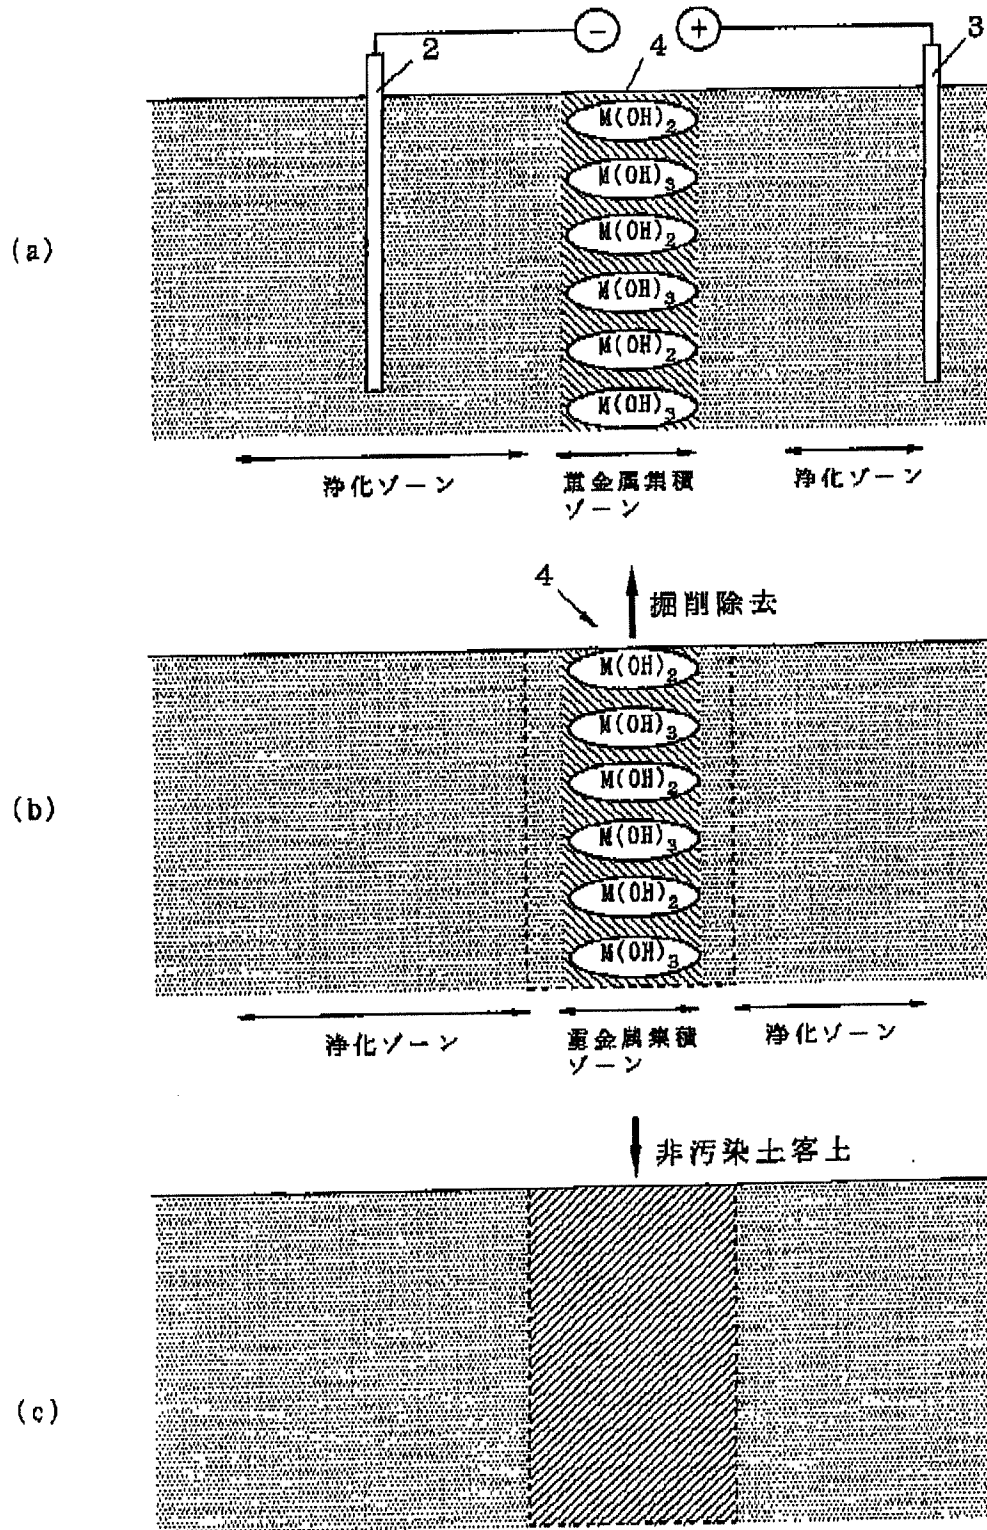 − +
2 4 3
M(OH)₂
M(OH)₃
M(OH)₂
(a)
M(OH)₃
M(OH)₂
M(OH)₃
浄化ゾーン 重金属集積 浄化ゾーン
ゾーン
4 掘削除去
M(OH)₂
M(OH)₃
M(OH)₂
(b)
M(OH)₃
M(OH)₂
M(OH)₃
浄化ゾーン 重金属集積 浄化ゾーン
ゾーン
非汚染土客土
(c)